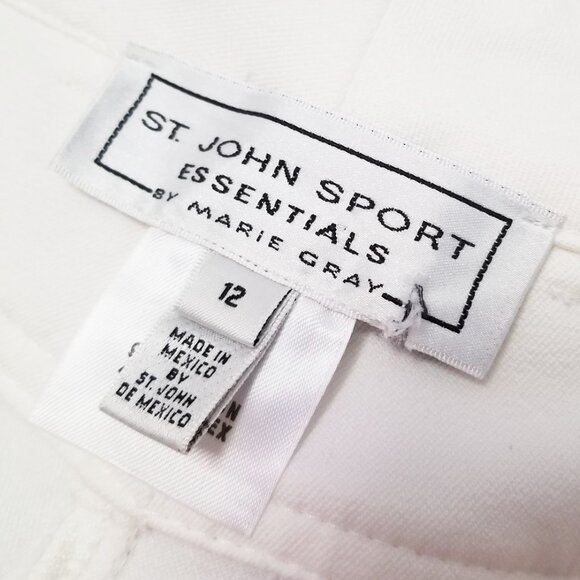 ST. JOHN SPORT
ESSENTIALS
BY MARIE GRAY
12
MADE IN
MEXICO
BY
ST. JOHN
DE MEXICO